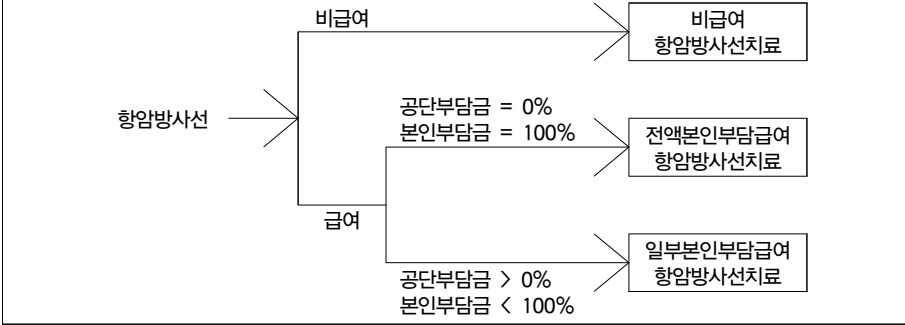 비급여
비급여
항암방사선치료
항암방사선
공단부담금 = 0%
본인부담금 = 100%
전액본인부담급여
항암방사선치료
급여
공단부담금 > 0%
본인부담금 < 100%
일부본인부담급여
항암방사선치료